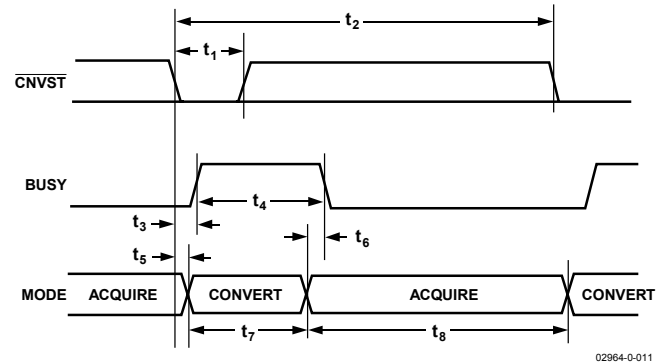 t2
t1
CNVST
BUSY
t4
t3
t6
t5
MODE ACQUIRE CONVERT ACQUIRE CONVERT
t7 t8
02964-0-011